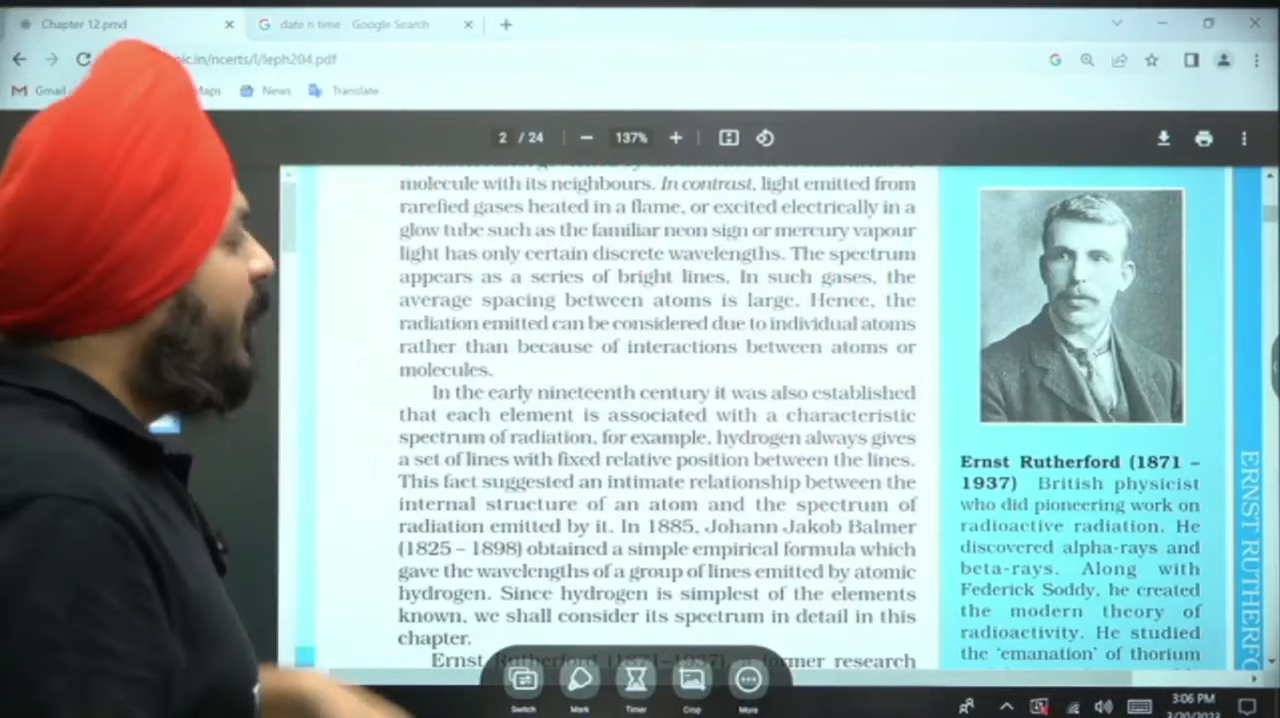 Chapter 12.pmd
date n time Google Search
nic.in/ncerts/l/leph204.pdf
Gmail
Maps
News
Translate
2 / 24
137%
molecule with its neighbours. In contrast, light emitted from
rarefied gases heated in a flame, or excited electrically in a
glow tube such as the familiar neon sign or mercury vapour
light has only certain discrete wavelengths. The spectrum
appears as a series of bright lines. In such gases, the
average spacing between atoms is large. Hence, the
radiation emitted can be considered due to individual atoms
rather than because of interactions between atoms or
molecules.
In the early nineteenth century it was also established
that each element is associated with a characteristic
spectrum of radiation, for example, hydrogen always gives
a set of lines with fixed relative position between the lines.
This fact suggested an intimate relationship between the
internal structure of an atom and the spectrum of
radiation emitted by it. In 1885, Johann Jakob Balmer
(1825 – 1898) obtained a simple empirical formula which
gave the wavelengths of a group of lines emitted by atomic
hydrogen. Since hydrogen is simplest of the elements
known, we shall consider its spectrum in detail in this
chapter.
Ernst Rutherford (1871–1937), former research
Ernst Rutherford (1871 –
1937) British physicist
who did pioneering work on
radioactive radiation. He
discovered alpha-rays and
beta-rays. Along with
Federick Soddy, he created
the modern theory of
radioactivity. He studied
the ‘emanation’ of thorium
ERNST RUTHERFO
Switch
Mark
Timer
Crop
More
3:06 PM